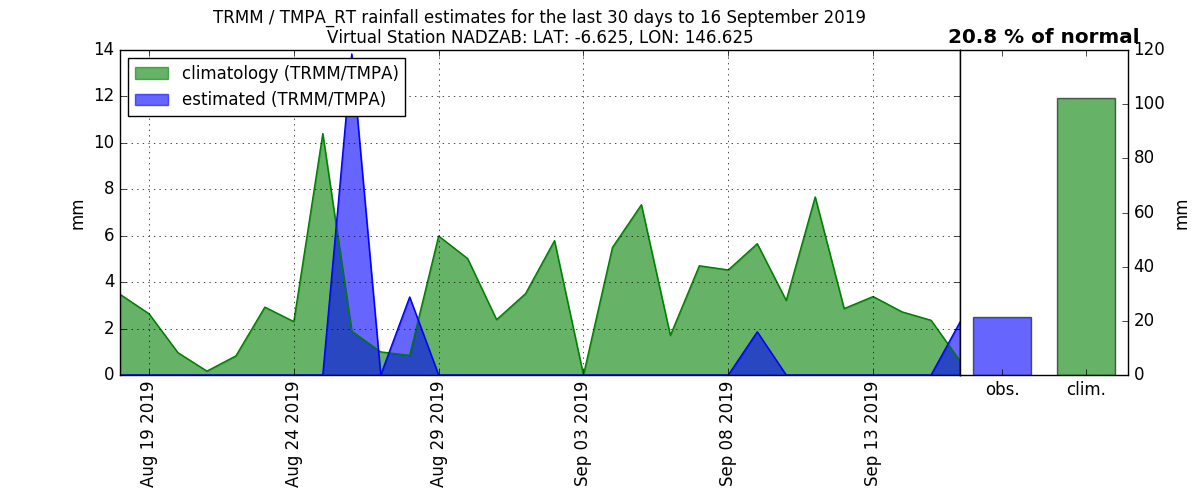 TRMM / TMPA_RT rainfall estimates for the last 30 days to 16 September 2019
Virtual Station NADZAB: LAT: -6.625, LON: 146.625
20.8 % of normal
climatology (TRMM/TMPA)
estimated (TRMM/TMPA)
mm
14
12
10
8
6
4
2
0
Aug 19 2019
Aug 24 2019
Aug 29 2019
Sep 03 2019
Sep 08 2019
Sep 13 2019
obs.
clim.
120
100
80
60
40
20
0
mm